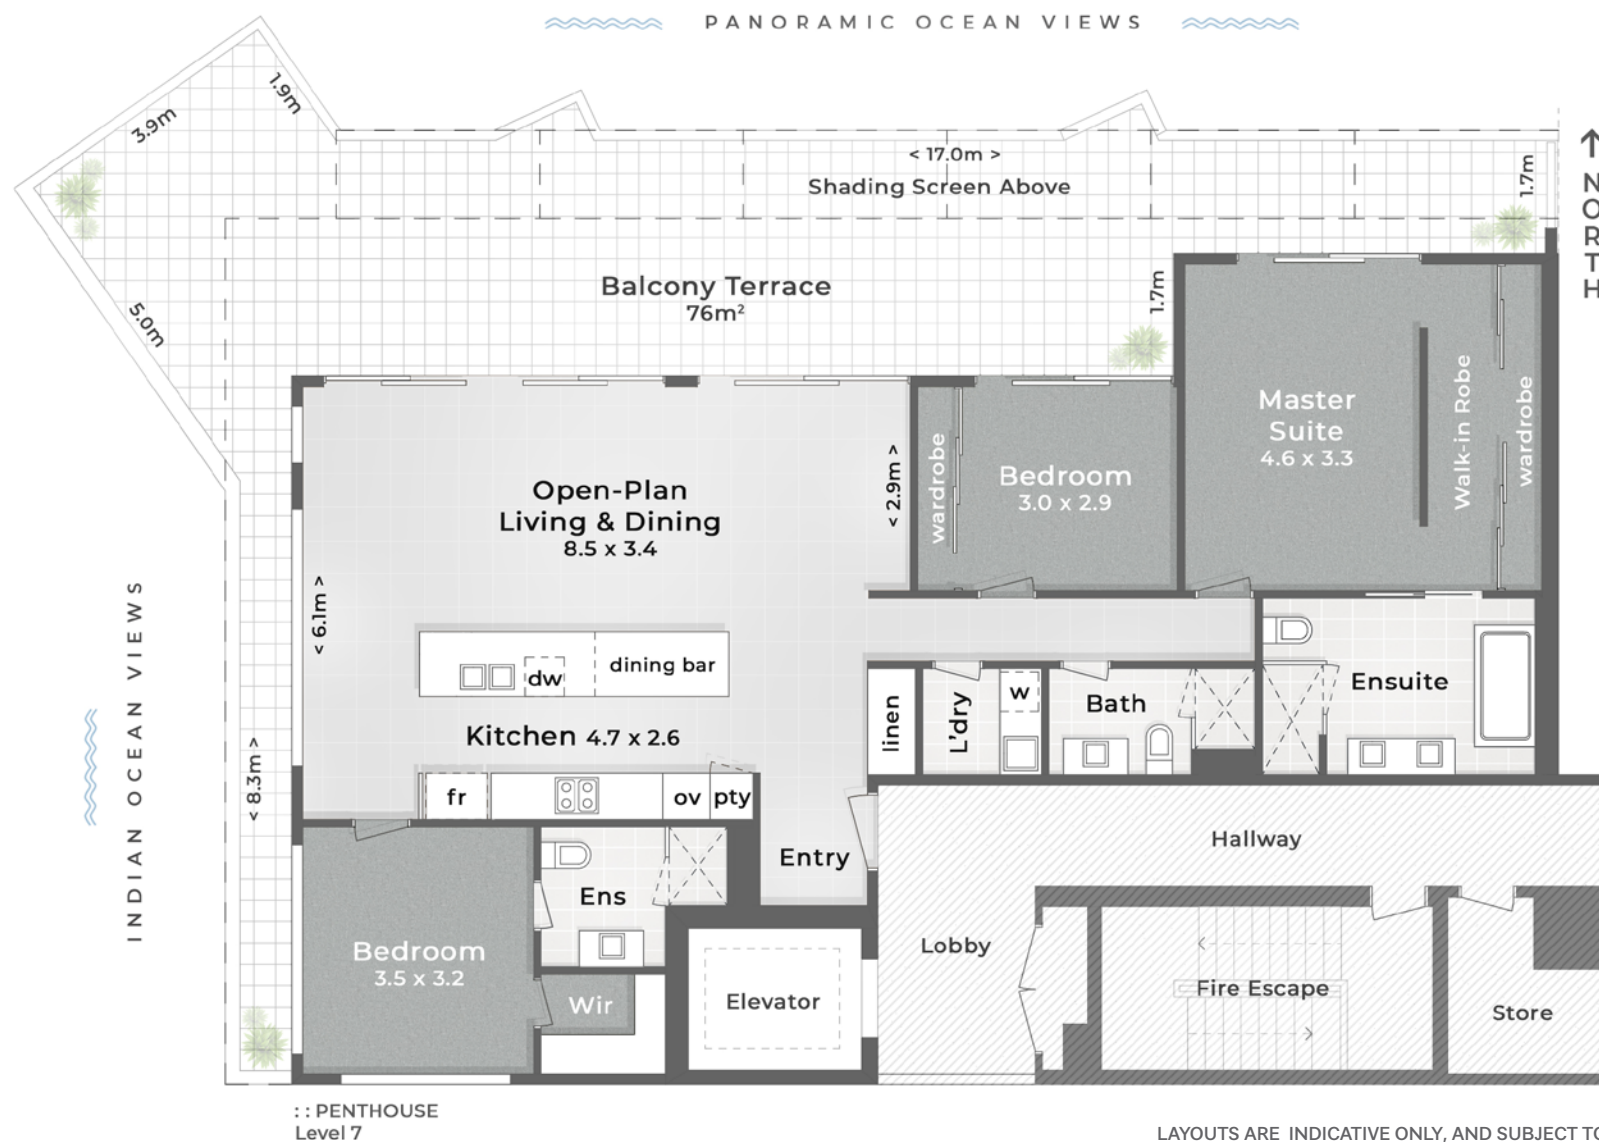 PANORAMIC OCEAN VIEWS
1.9m
3.9m
< 17.0m >
Shading Screen Above
1.7m
NORTH
Balcony Terrace
76m²
1.7m
5.0m
Master
Suite
4.6 x 3.3
Walk-in Robe
wardrobe
wardrobe
Bedroom
3.0 x 2.9
< 2.9m >
Open-Plan
Living & Dining
8.5 x 3.4
< 6.1m >
INDIAN OCEAN VIEWS
dw
dining bar
Kitchen 4.7 x 2.6
linen
L'dry
w
Bath
Ensuite
< 8.3m >
fr
ov
pty
Entry
Hallway
Ens
Bedroom
3.5 x 3.2
Wir
Elevator
Lobby
Fire Escape
Store
:: PENTHOUSE
Level 7
LAYOUTS ARE INDICATIVE ONLY, AND SUBJECT TO